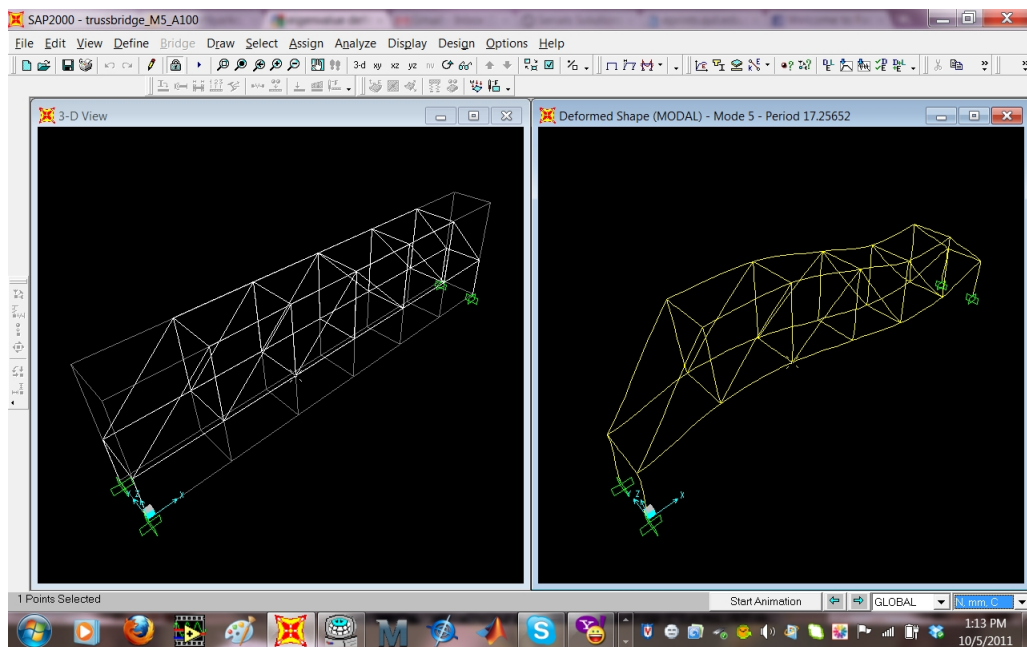 SAP2000 - trussbridge_M5_A100
File Edit View Define Bridge Draw Select Assign Analyze Display Design Options Help
3-d xy xz yz nv
3-D View
Deformed Shape (MODAL) - Mode 5 - Period 17.25652
Z
X
Z
X
1 Points Selected
Start Animation
GLOBAL
N, mm, C
1:13 PM
10/5/2011